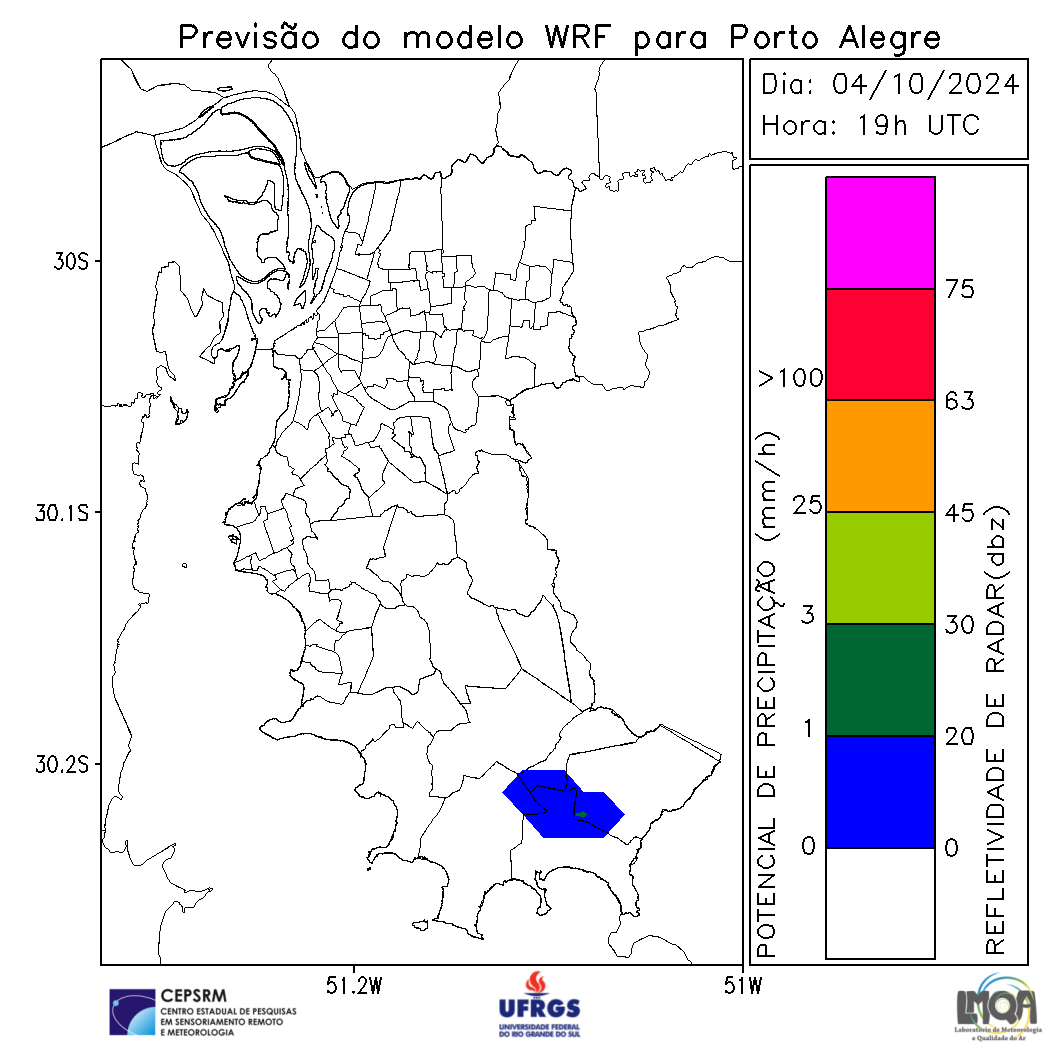 Previsão do modelo WRF para Porto Alegre
Dia: 04/10/2024
Hora: 19h UTC
30S
30.1S
30.2S
51.2W
51W
POTENCIAL DE PRECIPITAÇÃO (mm/h)
>100
25
3
1
0
75
63
45
30
20
0
REFLETIVIDADE DE RADAR(dbz)
CEPSRM
CENTRO ESTADUAL DE PESQUISAS
EM SENSORIAMENTO REMOTO
E METEOROLOGIA
UFRGS
UNIVERSIDADE FEDERAL
DO RIO GRANDE DO SUL
LMQA
Laboratório de Meteorologia
e Qualidade do Ar